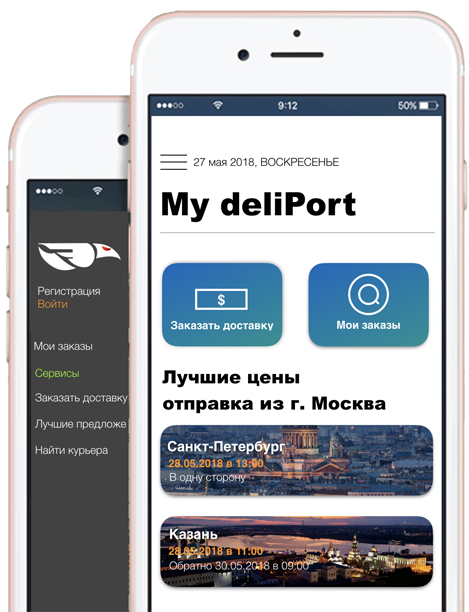 9:12
50%
27 мая 2018, ВОСКРЕСЕНЬЕ
My deliPort
$
Заказать доставку
Мои заказы
Лучшие цены
отправка из г. Москва
Санкт-Петербург
28.05.2018 в 13:00
В одну сторону
Казань
28.05.2018 в 11:00
Обратно 30.05.2018 в 09:00
Регистрация
Войти
Мои заказы
Сервисы
Заказать доставку
Лучшие предложе
Найти курьера